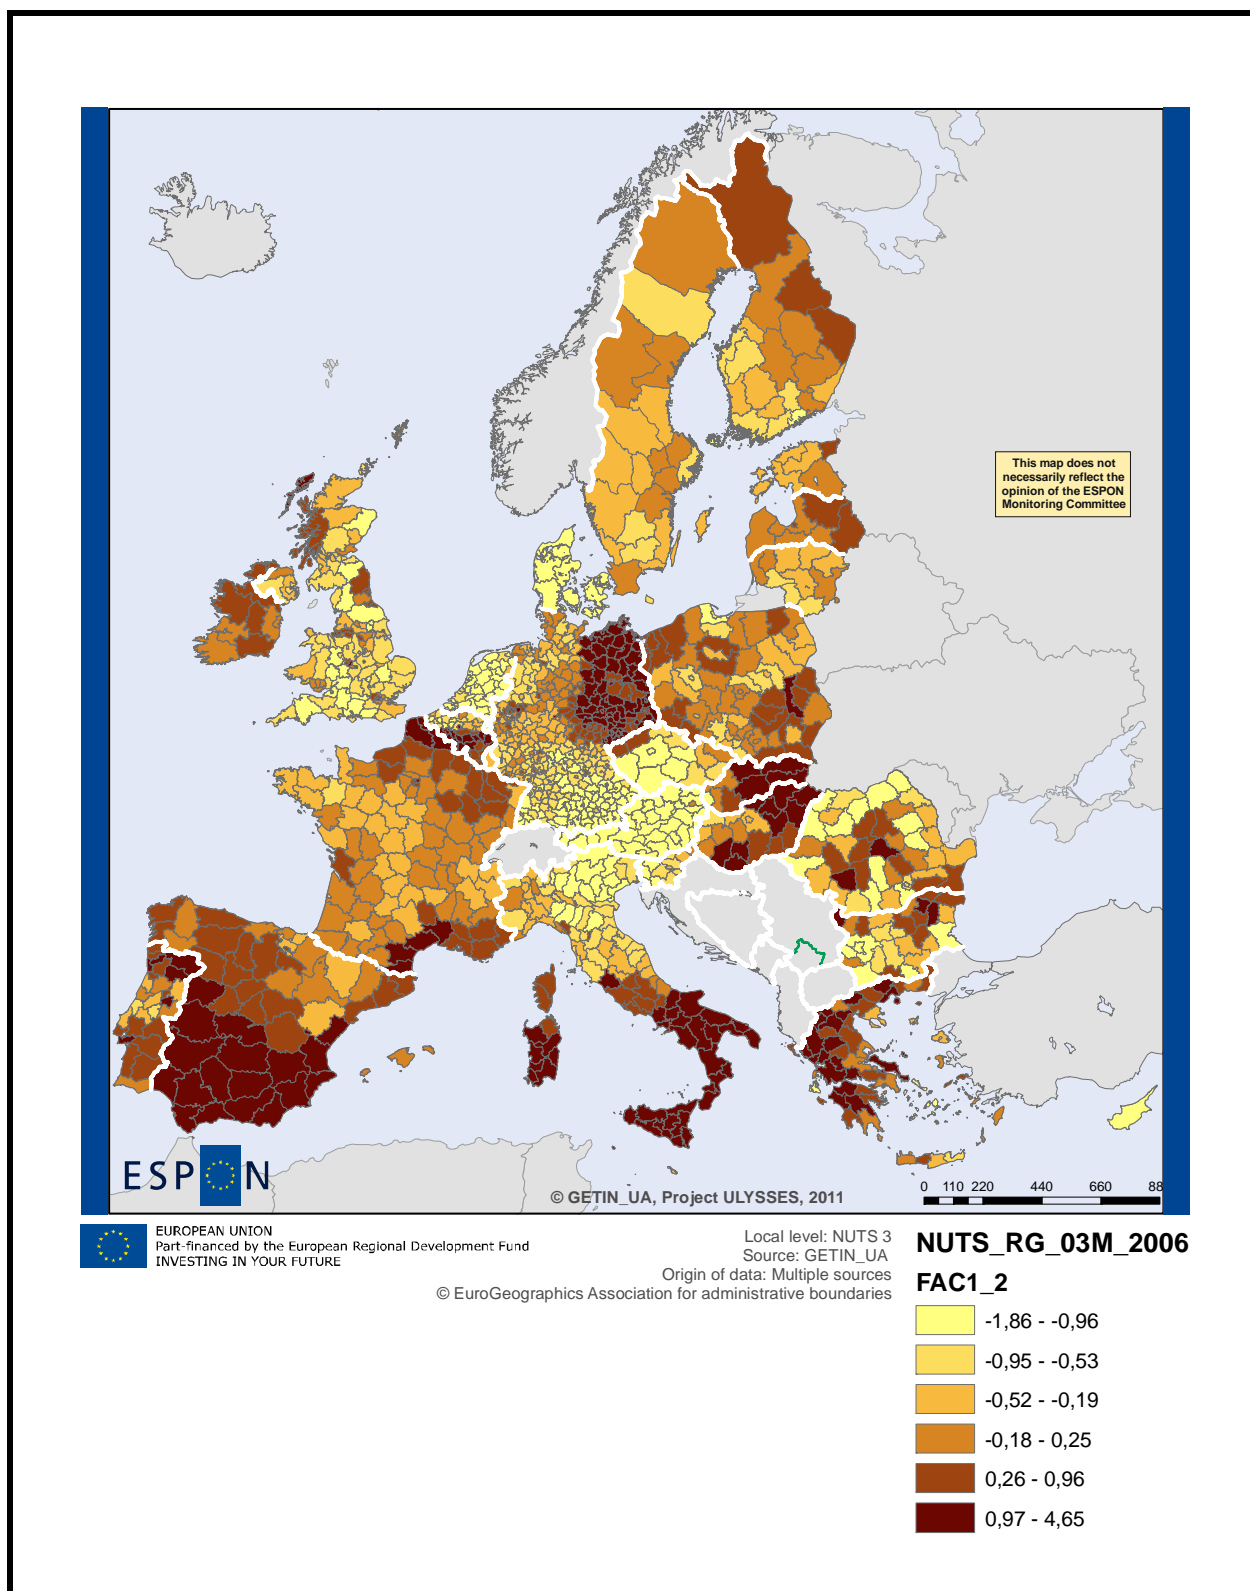 This map does not
necessarily reflect the
opinion of the ESPON
Monitoring Committee
ESPON
© GETIN_UA, Project ULYSSES, 2011
0 110 220 440 660 88
EUROPEAN UNION
Part-financed by the European Regional Development Fund
INVESTING IN YOUR FUTURE
Local level: NUTS 3
Source: GETIN_UA
Origin of data: Multiple sources
© EuroGeographics Association for administrative boundaries
NUTS_RG_03M_2006
FAC1_2
-1,86 - -0,96
-0,95 - -0,53
-0,52 - -0,19
-0,18 - 0,25
0,26 - 0,96
0,97 - 4,65